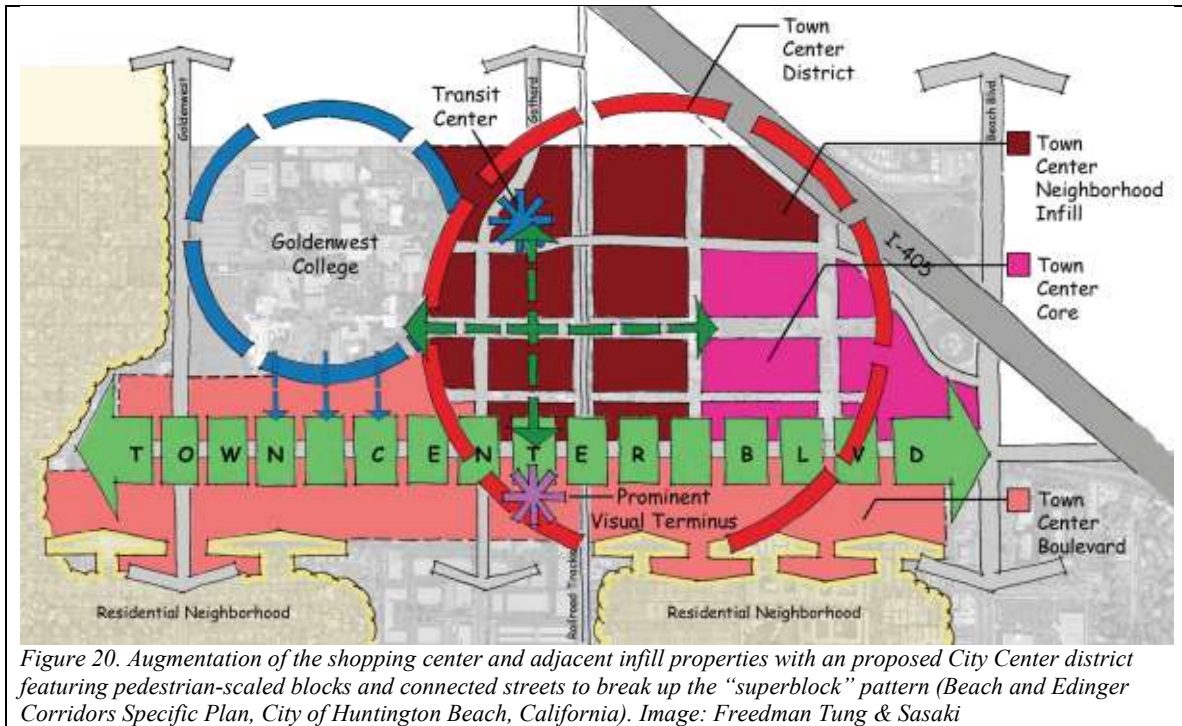 Town
Center
District
Transit
Center
Goldenwest
Gothard
Beach Blvd.
Town
Center
Neighborhood
Infill
Goldenwest
College
I-405
Town
Center
Core
TOWN CENTER BLVD
Prominent
Visual Terminus
Town
Center
Boulevard
Railroad Tracks
Residential Neighborhood
Residential Neighborhood
Figure 20. Augmentation of the shopping center and adjacent infill properties with an proposed City Center district
featuring pedestrian-scaled blocks and connected streets to break up the “superblock” pattern (Beach and Edinger
Corridors Specific Plan, City of Huntington Beach, California). Image: Freedman Tung & Sasaki